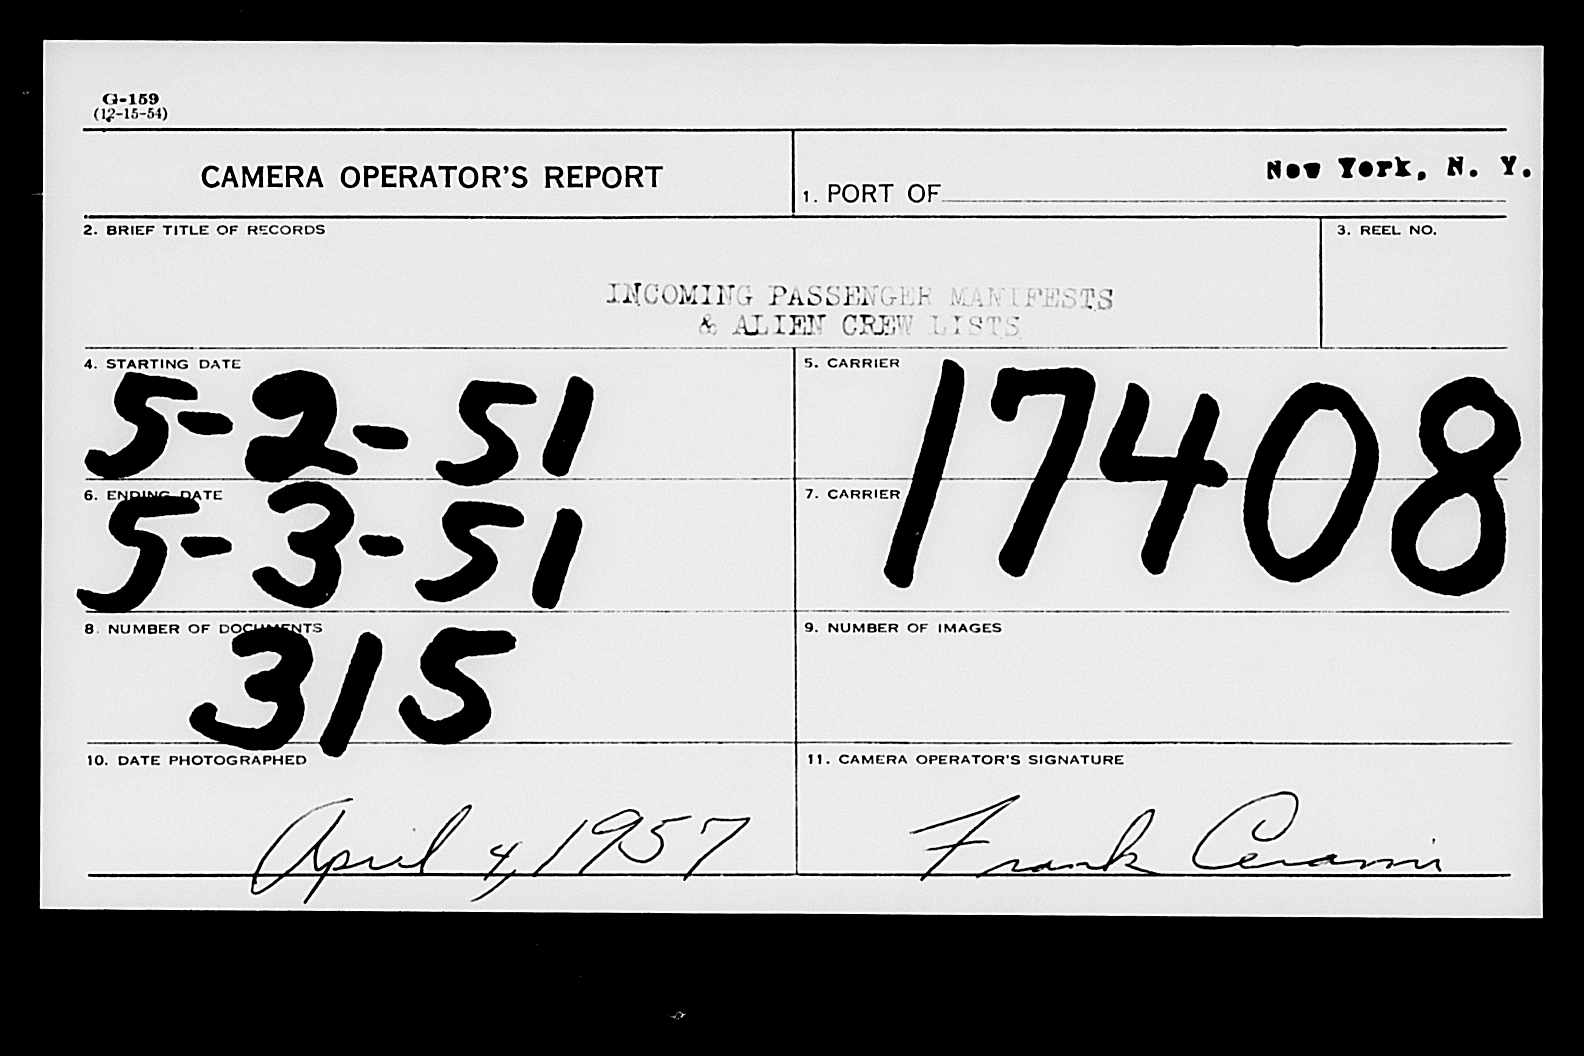 G-159
(12-15-54)
CAMERA OPERATOR'S REPORT
1. PORT OF New York, N. Y.
2. BRIEF TITLE OF RECORDS
3. REEL NO.
INCOMING PASSENGER MANIFESTS
& ALIEN CREW LISTS
4. STARTING DATE
5-2-51
5. CARRIER
17408
6. ENDING DATE
5-3-51
7. CARRIER
8. NUMBER OF DOCUMENTS
315
9. NUMBER OF IMAGES
10. DATE PHOTOGRAPHED
April 4, 1957
11. CAMERA OPERATOR'S SIGNATURE
Frank Cerami